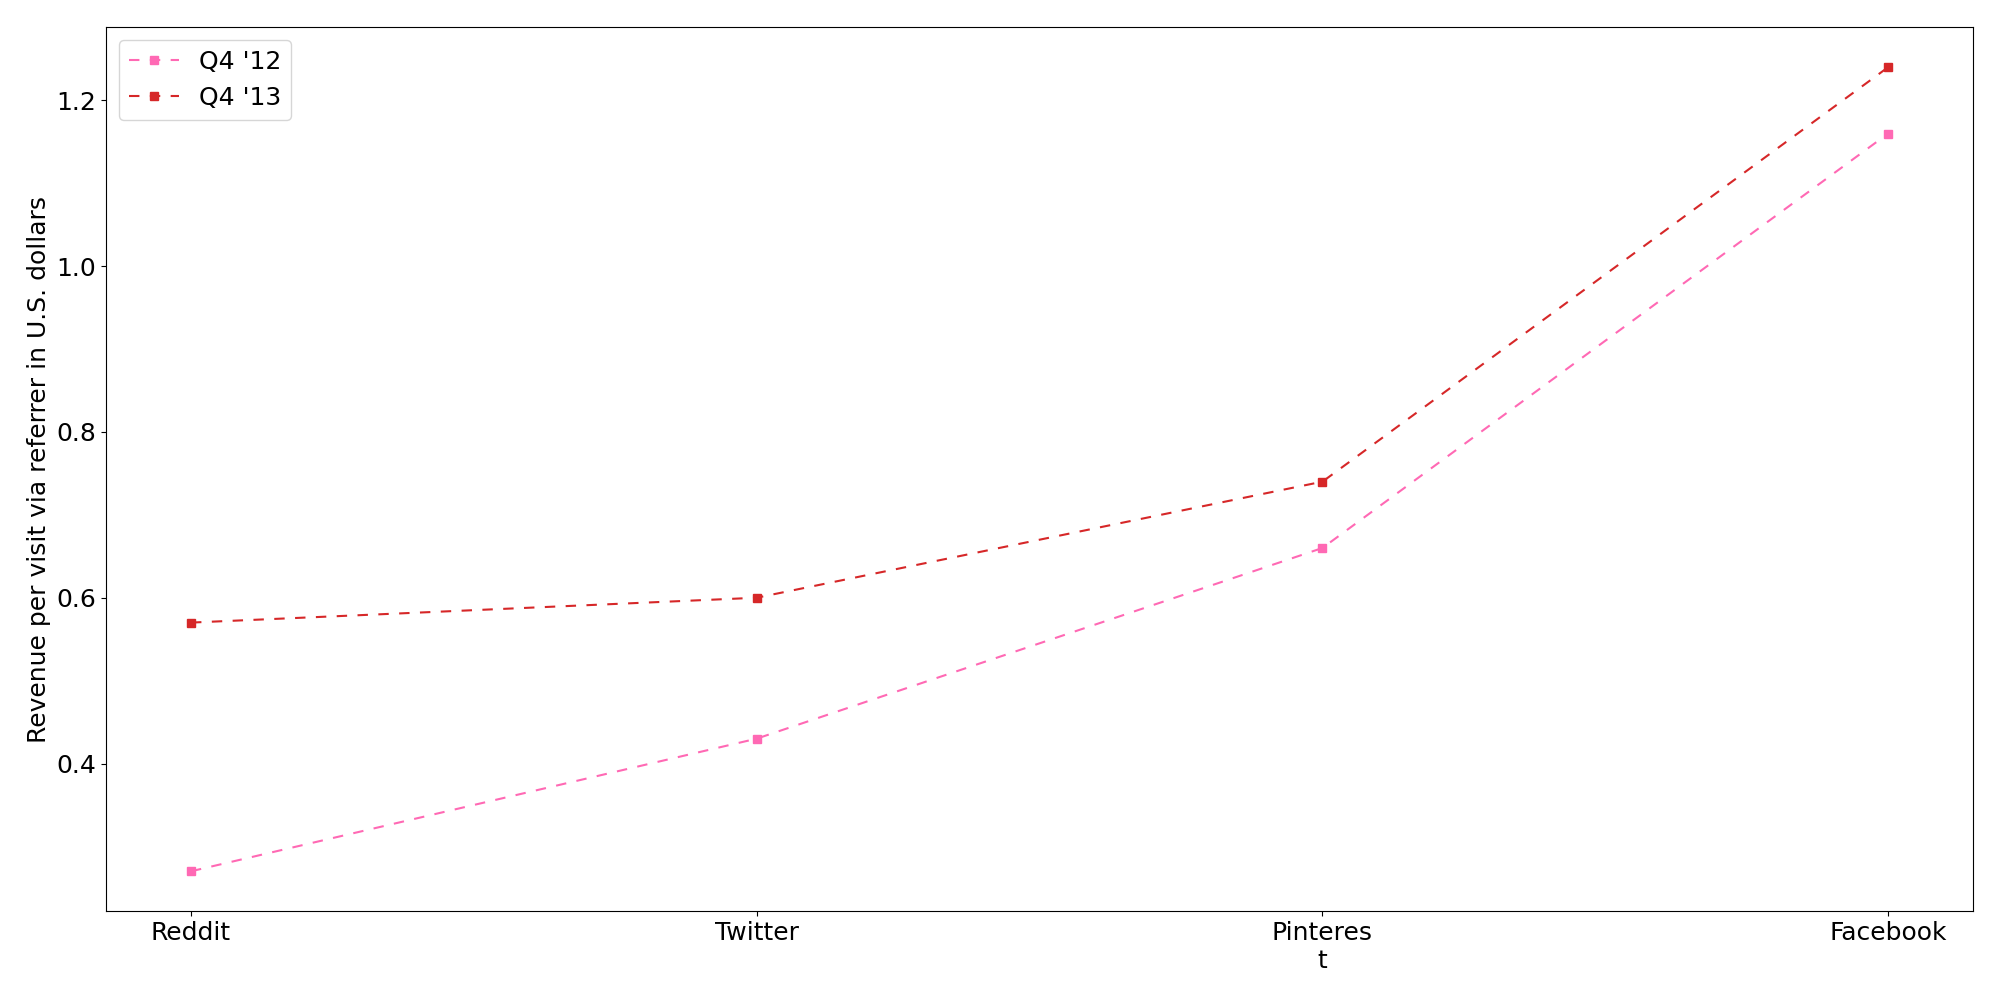 Q4 '12
Q4 '13
Revenue per visit via referrer in U.S. dollars
1.2
1.0
0.8
0.6
0.4
Reddit
Twitter
Pinteres
t
Facebook